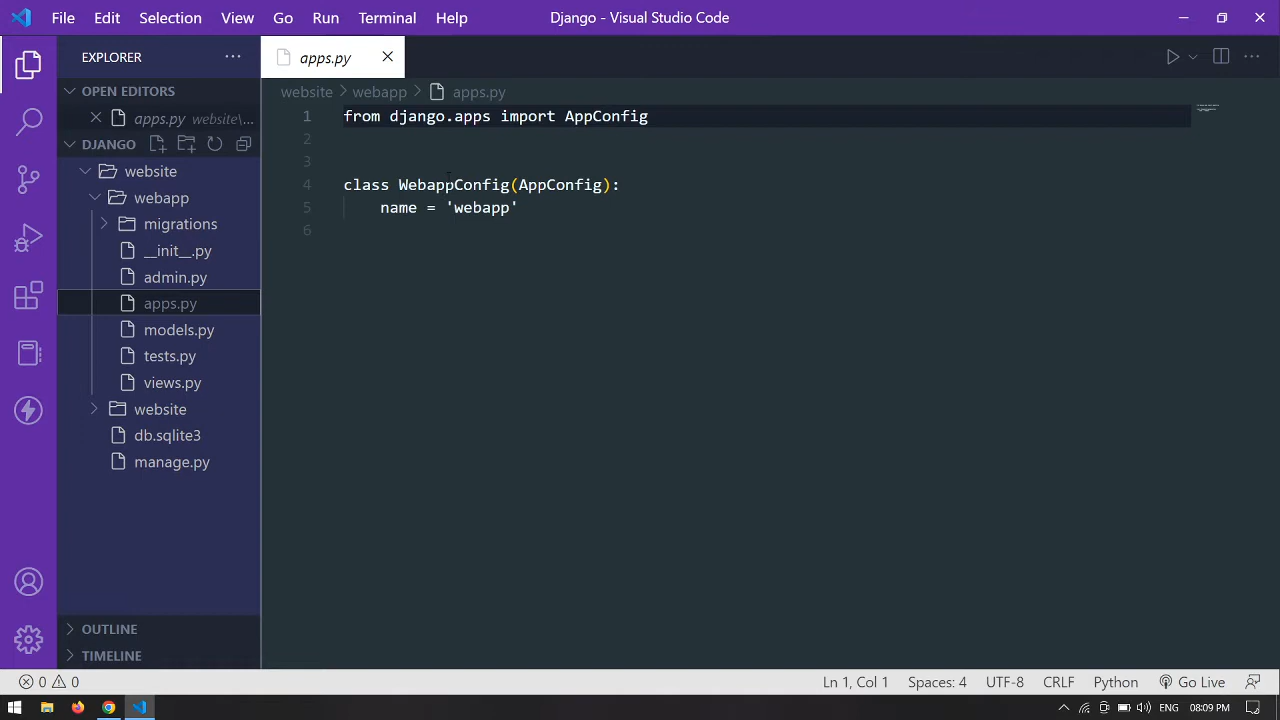 File Edit Selection View Go Run Terminal Help Django - Visual Studio Code
EXPLORER
apps.py
OPEN EDITORS
website
webapp
apps.py
apps.py website\...
DJANGO
website
webapp
migrations
__init__.py
admin.py
apps.py
models.py
tests.py
views.py
website
db.sqlite3
manage.py
OUTLINE
TIMELINE
1 from django.apps import AppConfig
2
3
4 class WebappConfig(AppConfig):
5 name = 'webapp'
6
0 0 Ln 1, Col 1 Spaces: 4 UTF-8 CRLF Python Go Live
ENG 08:09 PM